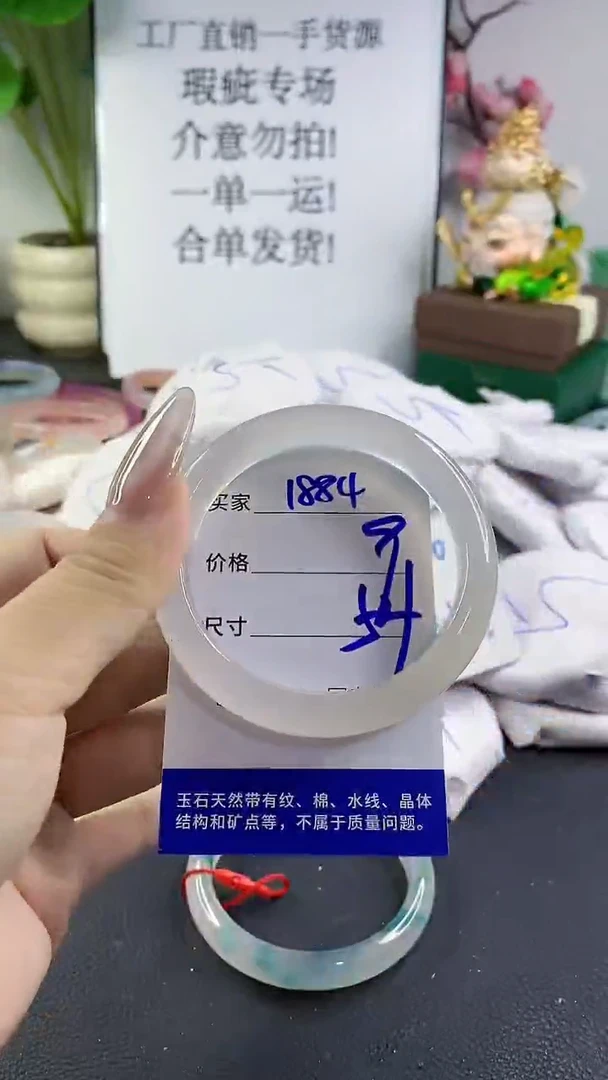 工厂直销一手货源
瑕疵专场
介意勿拍!
一单一运!
合单发货!
买家 1884
价格
尺寸 54
玉石天然带有纹、棉、水线、晶体
结构和矿点等，不属于质量问题。